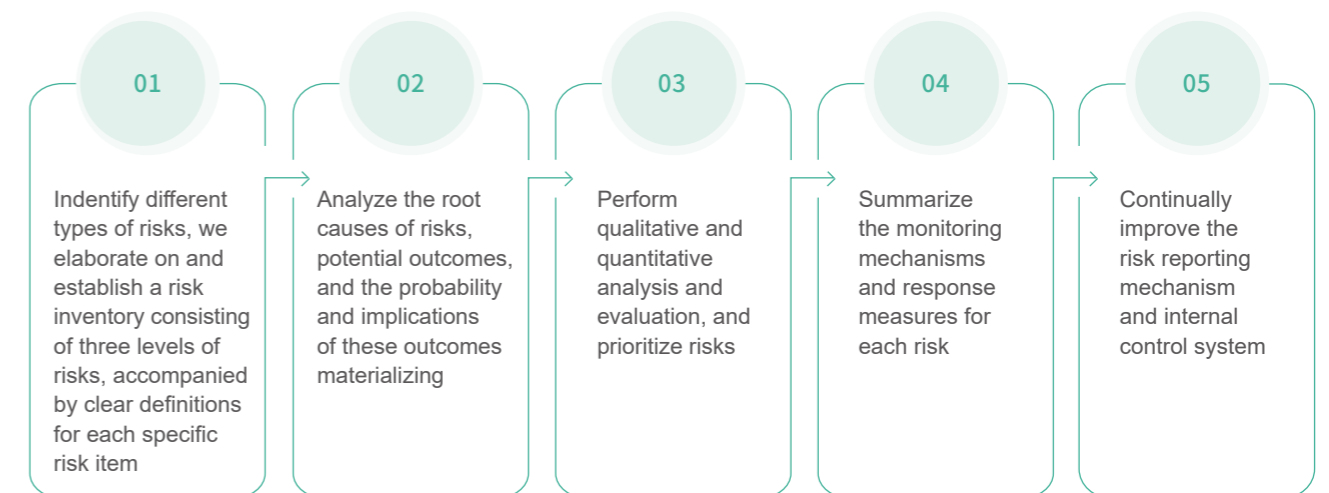 01
Indentify different
types of risks, we
elaborate on and
establish a risk
inventory consisting
of three levels of
risks, accompanied
by clear definitions
for each specific
risk item
02
Analyze the root
causes of risks,
potential outcomes,
and the probability
and implications
of these outcomes
materializing
03
Perform
qualitative and
quantitative
analysis and
evaluation, and
prioritize risks
04
Summarize
the monitoring
mechanisms
and response
measures for
each risk
05
Continually
improve the
risk reporting
mechanism
and internal
control system